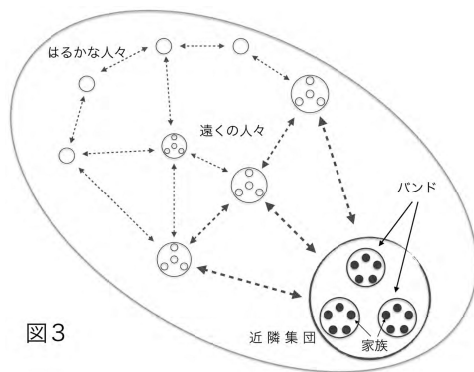 はるかな人々
遠くの人々
バンド
近隣集団
家族
図3